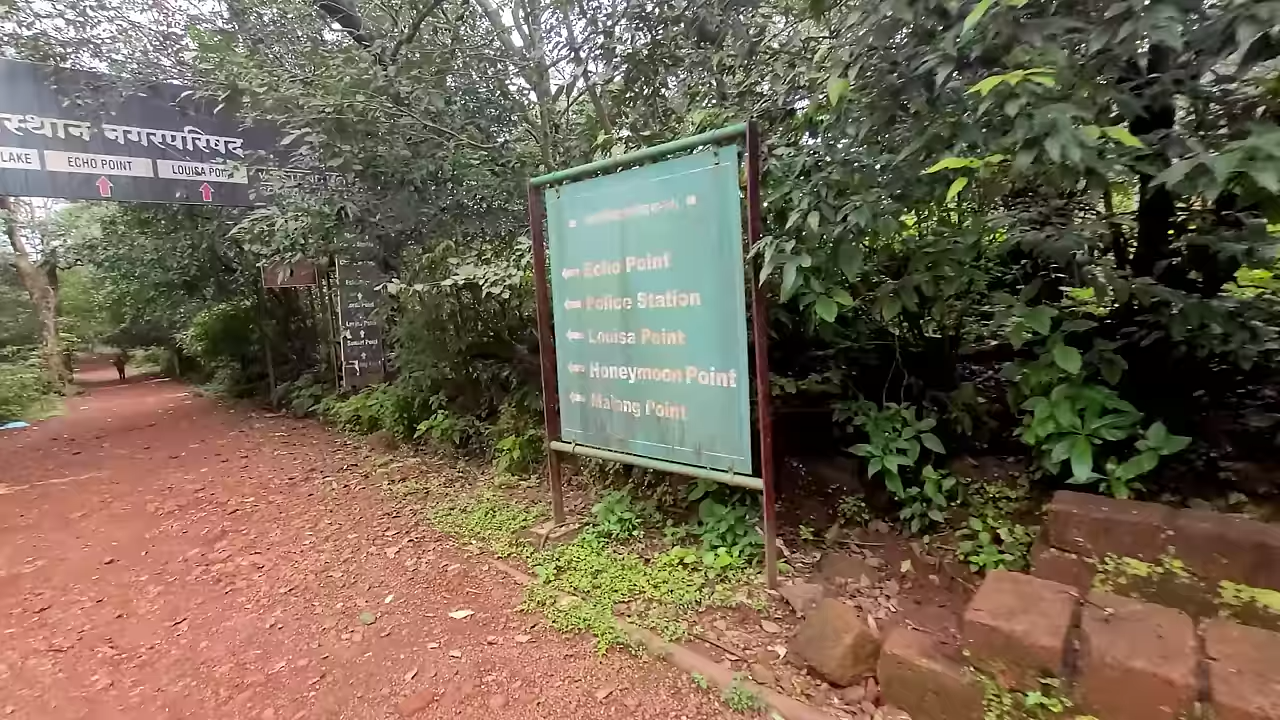 स्थान नगरपरिषद
LAKE
ECHO POINT
LOUISA POINT
Echo Point
Police Station
Louisa Point
Honeymoon Point
Malang Point